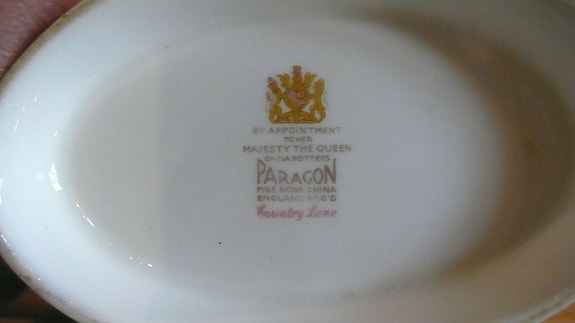 BY APPOINTMENT
TO HER
MAJESTY THE QUEEN
CHINA POTTERS
PARAGON
FINE BONE CHINA
ENGLAND REG'D
Country Lane